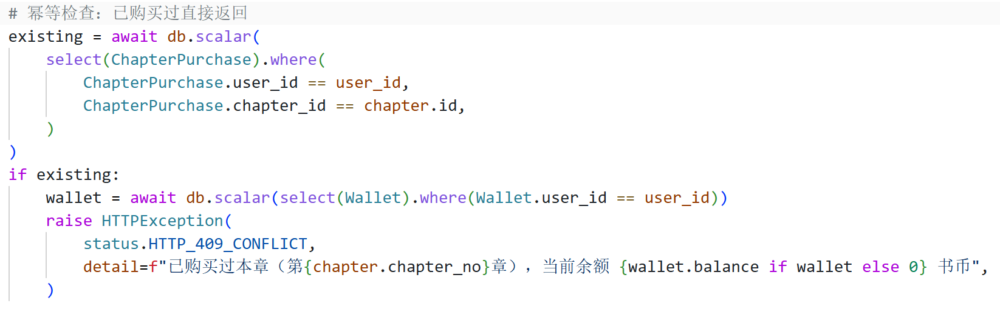 # 幂等检查：已购买过直接返回
existing = await db.scalar(
    select(ChapterPurchase).where(
        ChapterPurchase.user_id == user_id,
        ChapterPurchase.chapter_id == chapter.id,
    )
)
if existing:
    wallet = await db.scalar(select(Wallet).where(Wallet.user_id == user_id))
    raise HTTPException(
        status.HTTP_409_CONFLICT,
        detail=f"已购买过本章（第{chapter.chapter_no}章），当前余额 {wallet.balance if wallet else 0} 书币",
    )